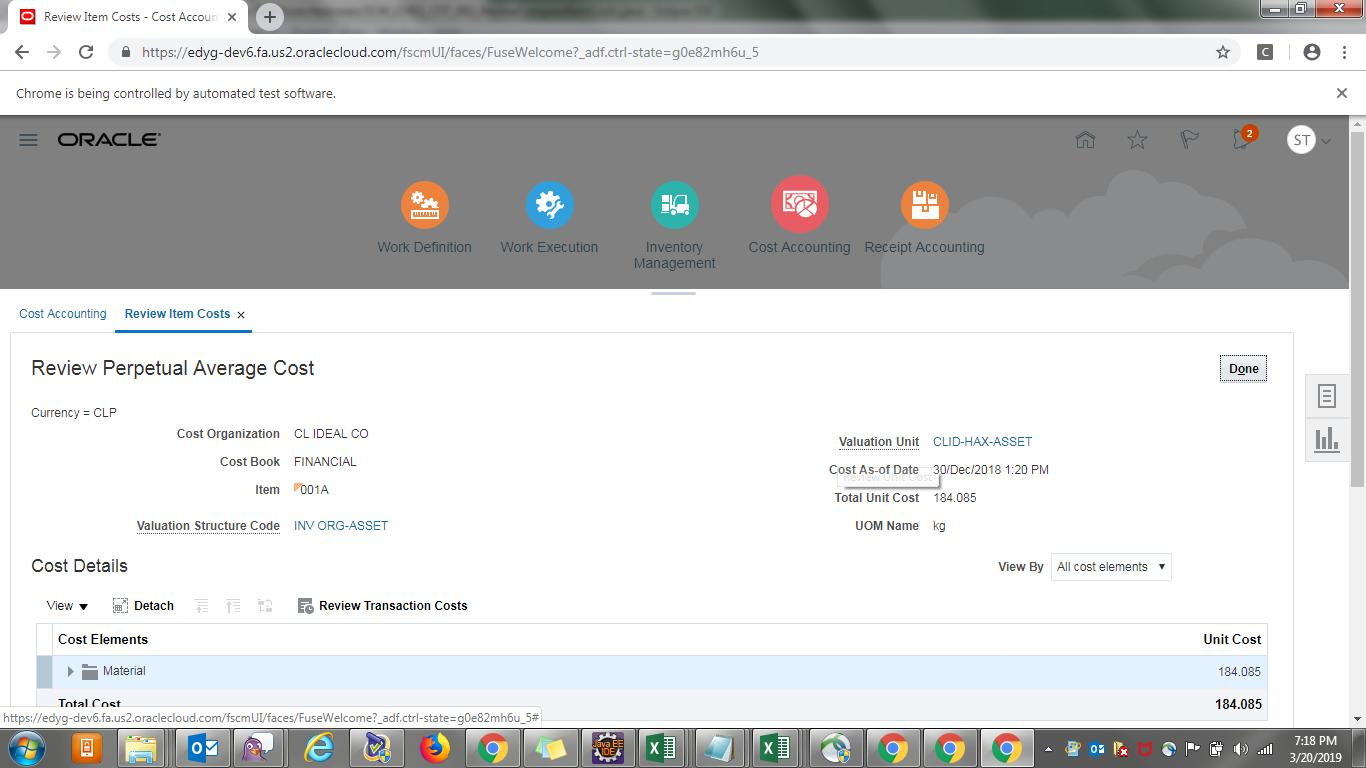 Review Item Costs - Cost Accoun
https://edyg-dev6.fa.us2.oraclecloud.com/fscmUI/faces/FuseWelcome?_adf.ctrl-state=g0e82mh6u_5
C
Chrome is being controlled by automated test software.
ORACLE
2
ST
Work Definition
Work Execution
Inventory
Management
Cost Accounting
Receipt Accounting
Cost Accounting
Review Item Costs
Review Perpetual Average Cost
Done
Currency = CLP
Cost Organization CL IDEAL CO
Cost Book FINANCIAL
Item 001A
Valuation Structure Code INV ORG-ASSET
Valuation Unit CLID-HAX-ASSET
Cost As-of Date 30/Dec/2018 1:20 PM
Review Unit Cost
Total Unit Cost 184.085
UOM Name kg
Cost Details
View By All cost elements
View Detach Review Transaction Costs
Cost Elements Unit Cost
Material 184.085
Total Cost 184.085
https://edyg-dev6.fa.us2.oraclecloud.com/fscmUI/faces/FuseWelcome?_adf.ctrl-state=g0e82mh6u_5#
Java EE
IDE
7:18 PM
3/20/2019